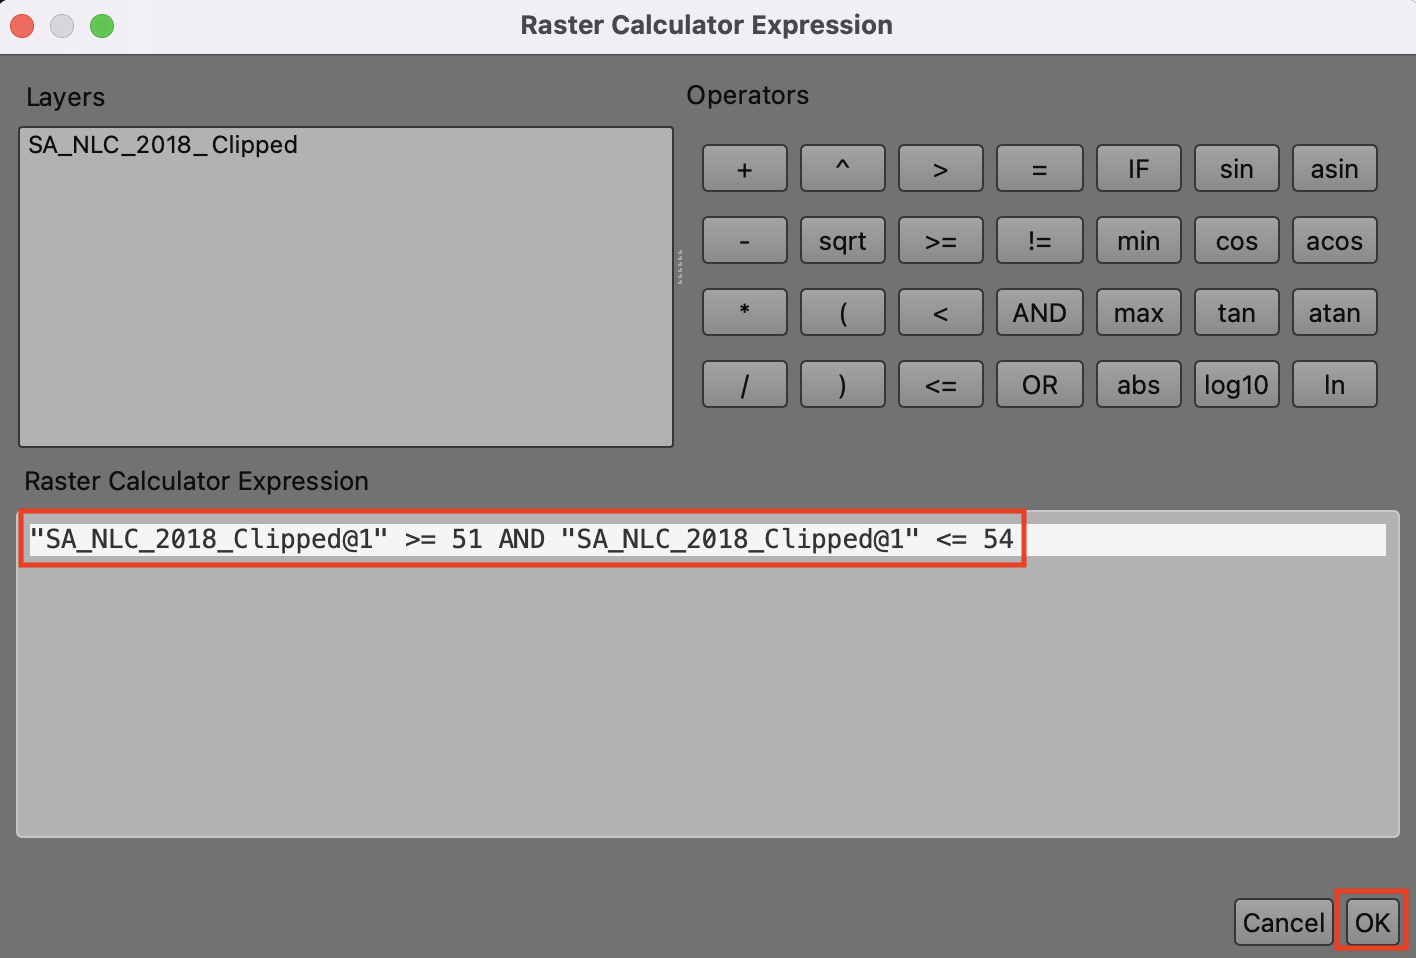 Raster Calculator Expression
Layers
Operators
SA_NLC_2018_Clipped
+ ^ > = IF sin asin
- sqrt >= != min cos acos
* ( < AND max tan atan
/ ) <= OR abs log10 ln
Raster Calculator Expression
"SA_NLC_2018_Clipped@1" >= 51 AND "SA_NLC_2018_Clipped@1" <= 54
Cancel OK